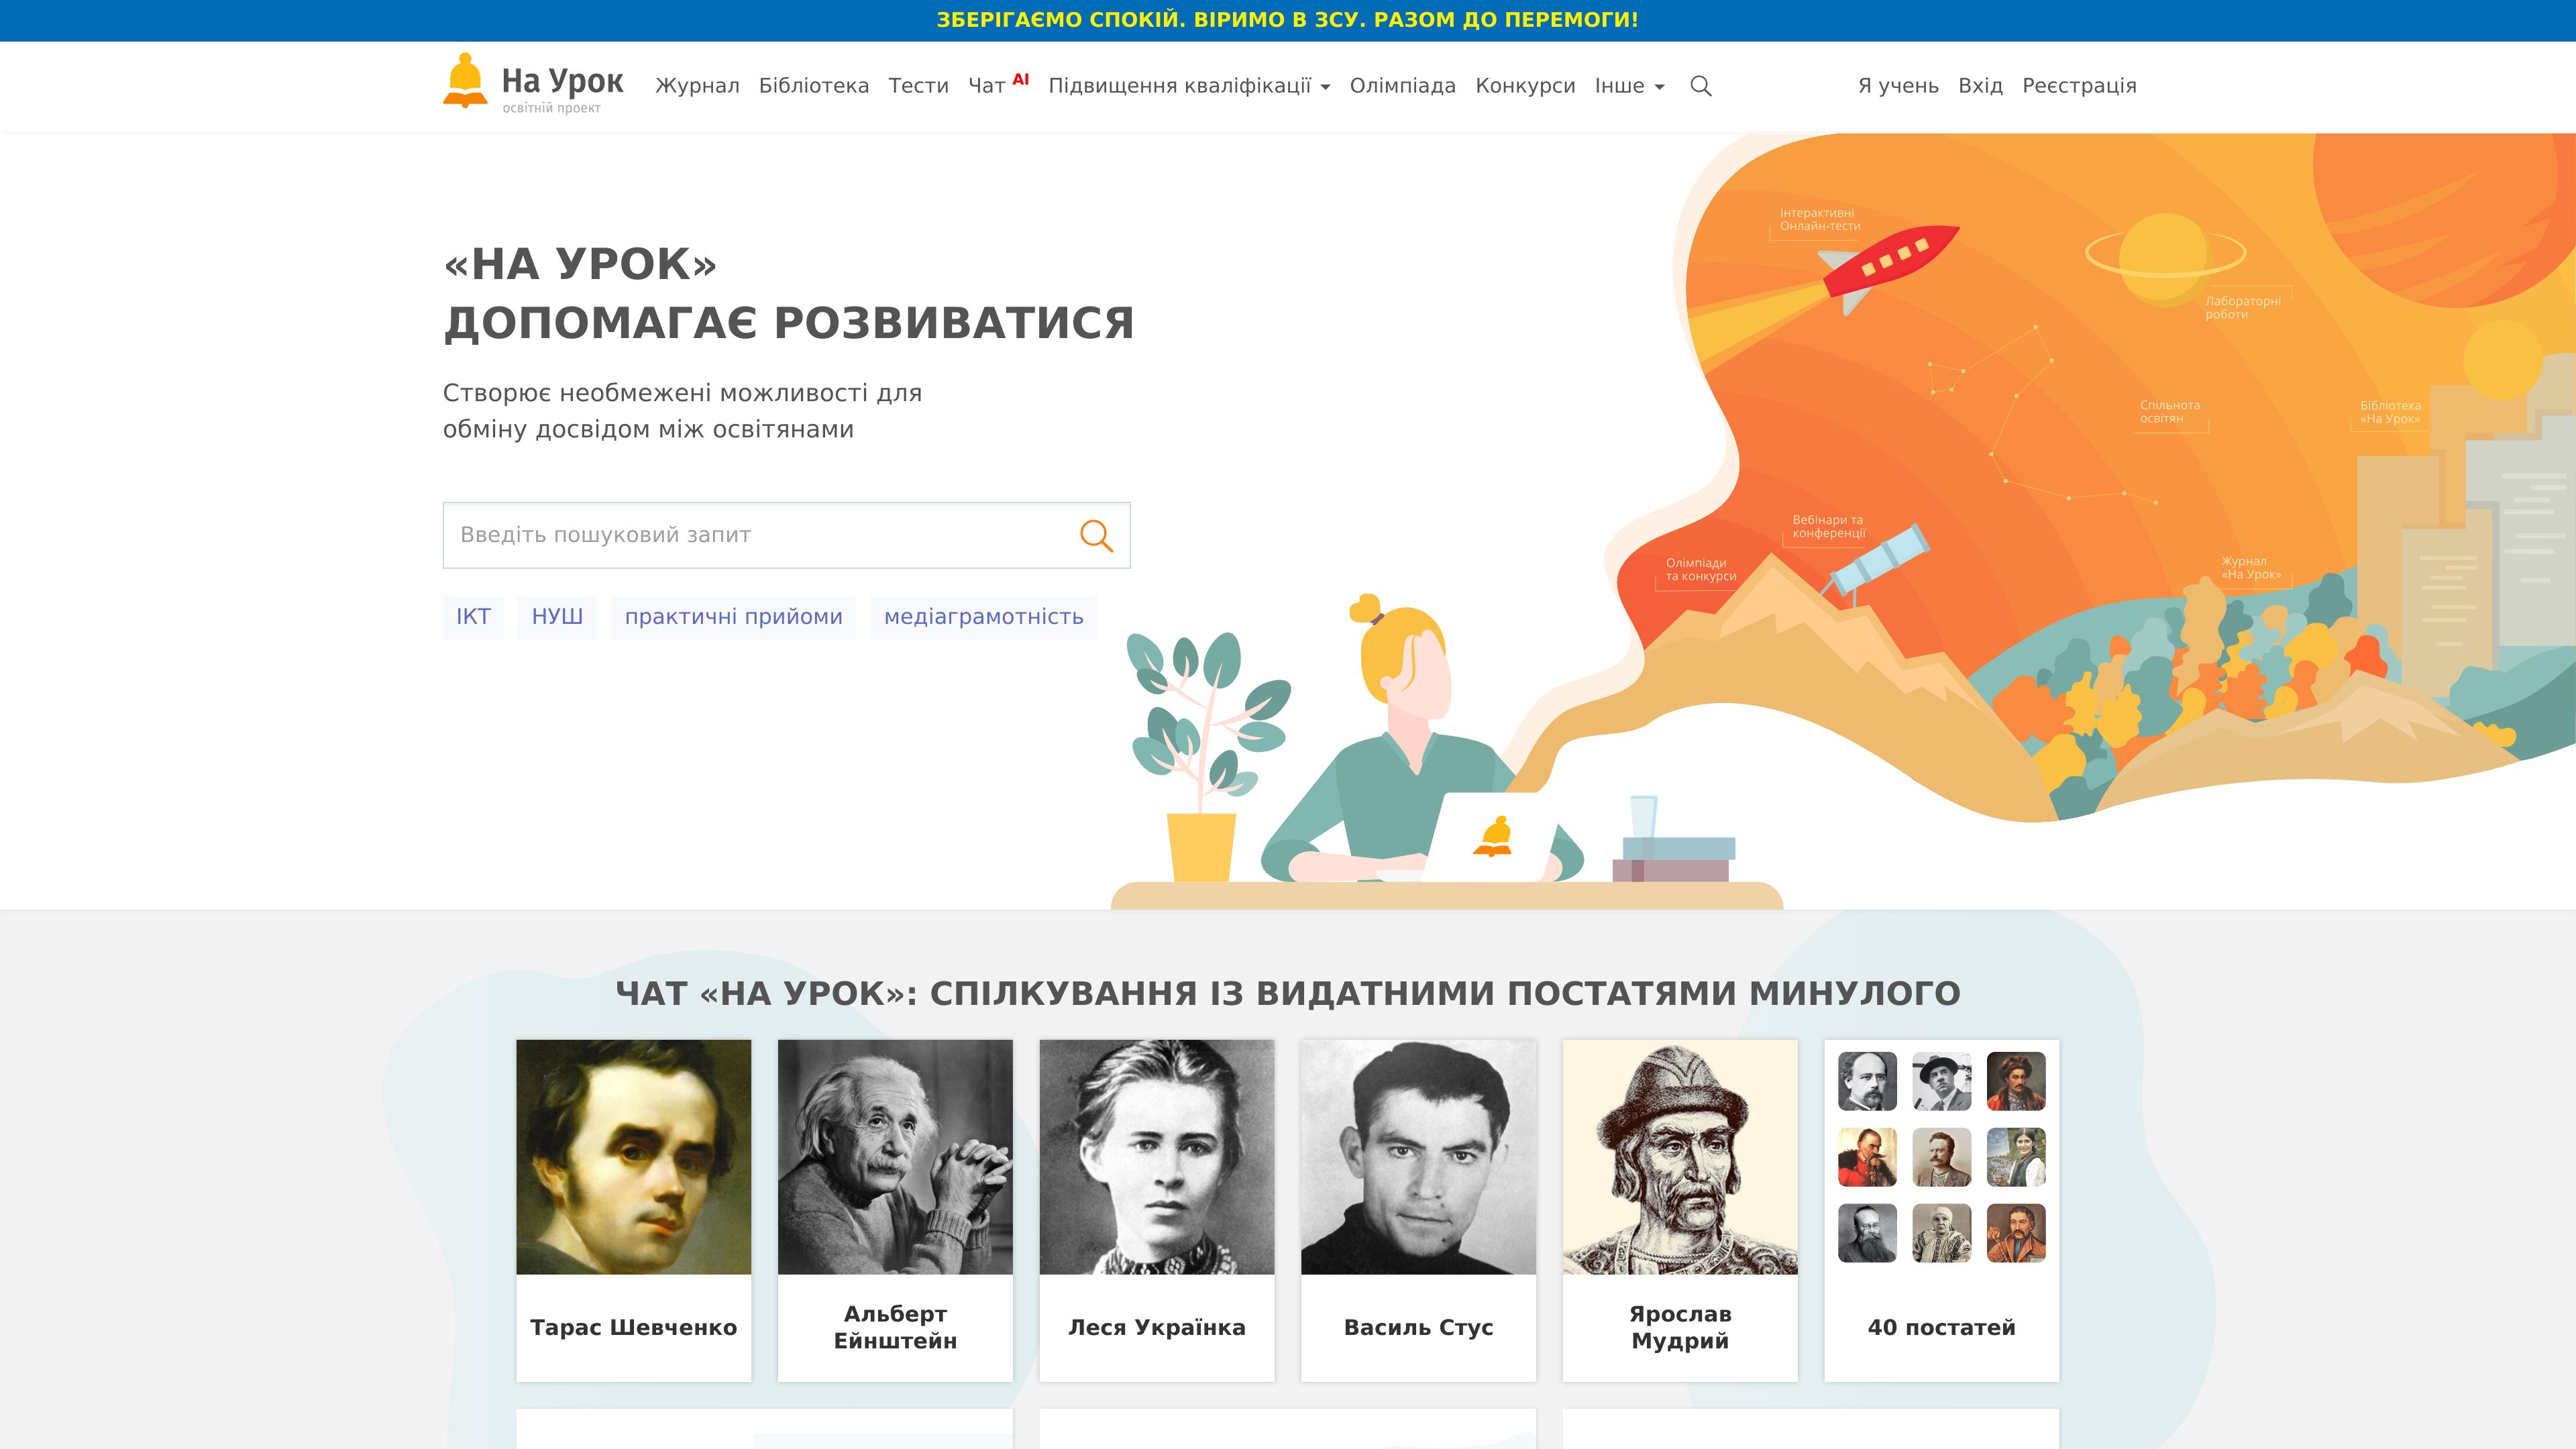 ЗБЕРІГАЄМО СПОКІЙ. ВІРИМО В ЗСУ. РАЗОМ ДО ПЕРЕМОГИ!
На Урок
освітній проект
Журнал Бібліотека Тести Чат AI Підвищення кваліфікації Олімпіада Конкурси Інше Я учень Вхід Реєстрація
«НА УРОК»
ДОПОМАГАЄ РОЗВИВАТИСЯ
Створює необмежені можливості для
обміну досвідом між освітянами
Введіть пошуковий запит
ІКТ НУШ практичні прийоми медіаграмотність
Інтерактивні
Онлайн-тести
Лабораторні
роботи
Спільнота
освітян
Бібліотека
«На Урок»
Вебінари та
конференції
Олімпіади
та конкурси
Журнал
«На Урок»
ЧАТ «НА УРОК»: СПІЛКУВАННЯ ІЗ ВИДАТНИМИ ПОСТАТЯМИ МИНУЛОГО
Тарас Шевченко
Альберт
Ейнштейн
Леся Українка
Василь Стус
Ярослав
Мудрий
40 постатей